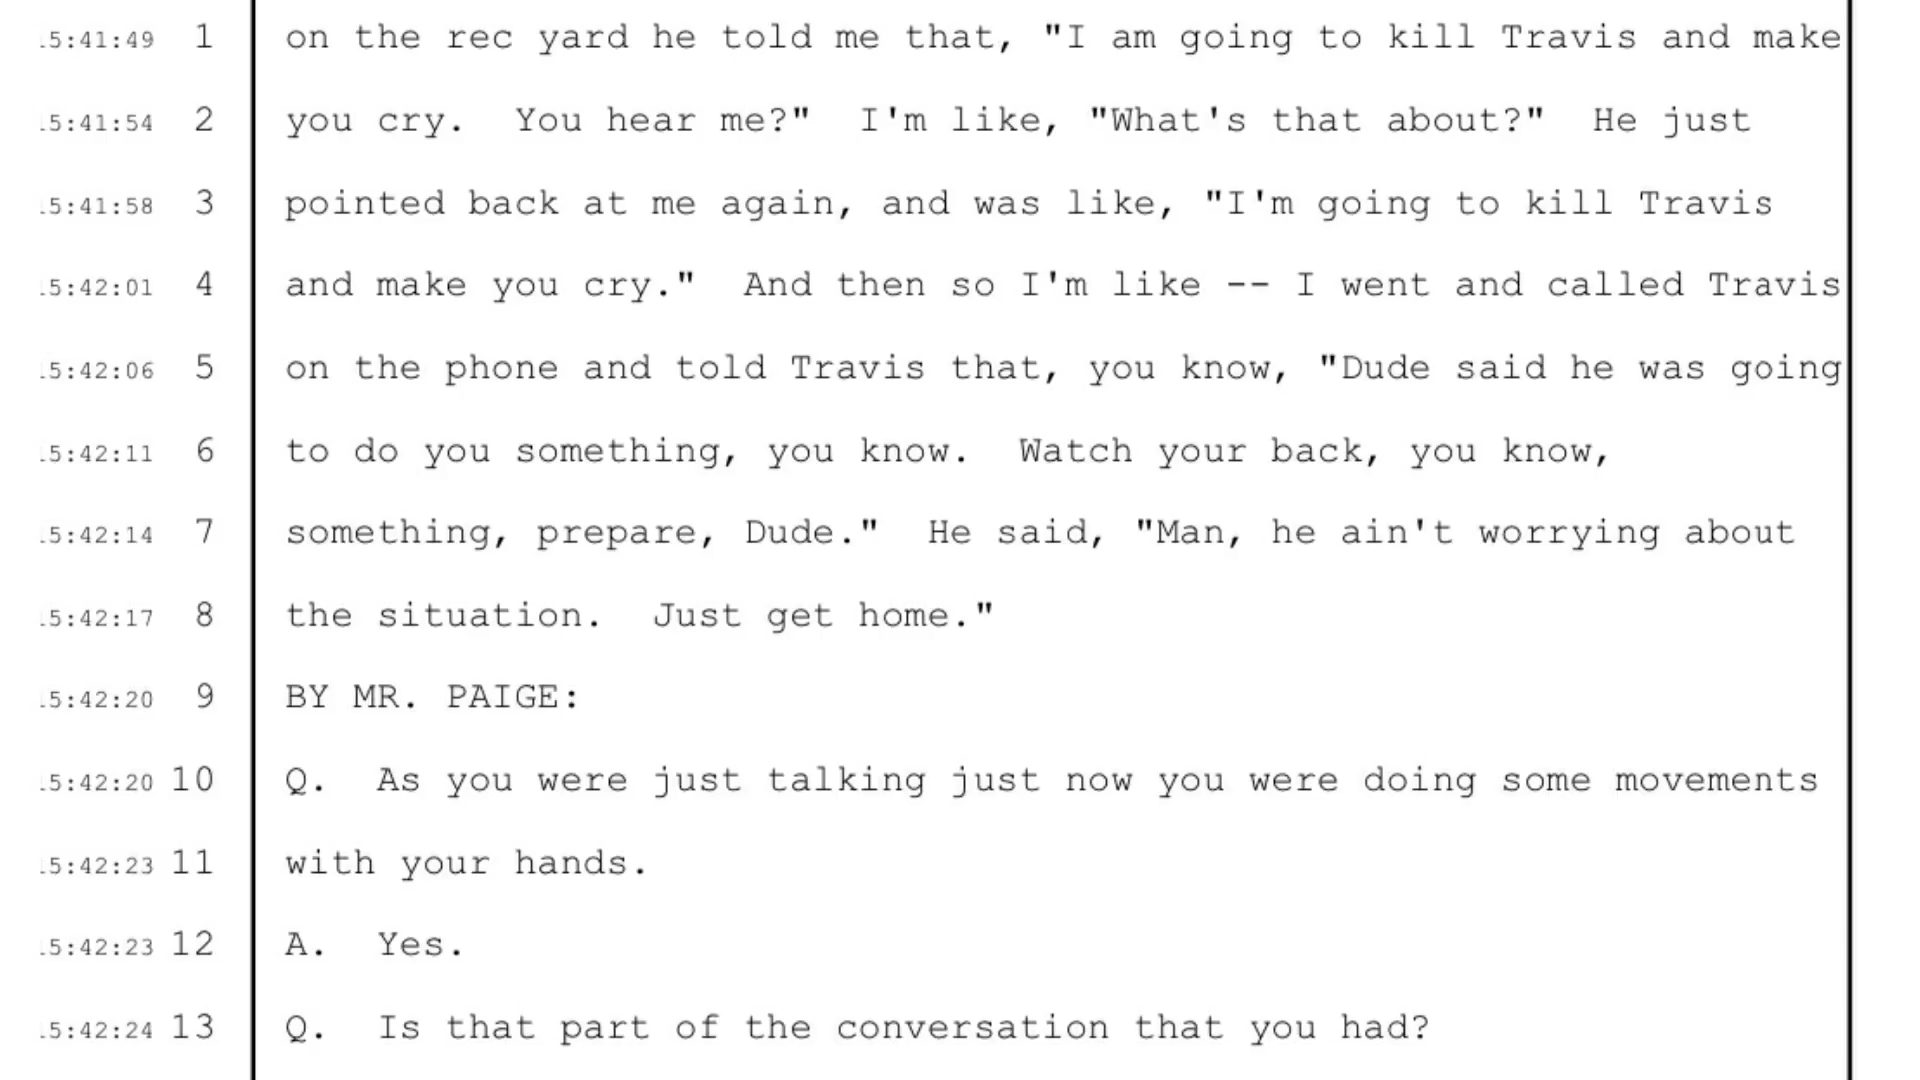 .5:41:49 1 on the rec yard he told me that, "I am going to kill Travis and make
.5:41:54 2 you cry. You hear me?" I'm like, "What's that about?" He just
.5:41:58 3 pointed back at me again, and was like, "I'm going to kill Travis
.5:42:01 4 and make you cry." And then so I'm like -- I went and called Travis
.5:42:06 5 on the phone and told Travis that, you know, "Dude said he was going
.5:42:11 6 to do you something, you know. Watch your back, you know,
.5:42:14 7 something, prepare, Dude." He said, "Man, he ain't worrying about
.5:42:17 8 the situation. Just get home."
.5:42:20 9 BY MR. PAIGE:
.5:42:20 10 Q. As you were just talking just now you were doing some movements
.5:42:23 11 with your hands.
.5:42:23 12 A. Yes.
.5:42:24 13 Q. Is that part of the conversation that you had?